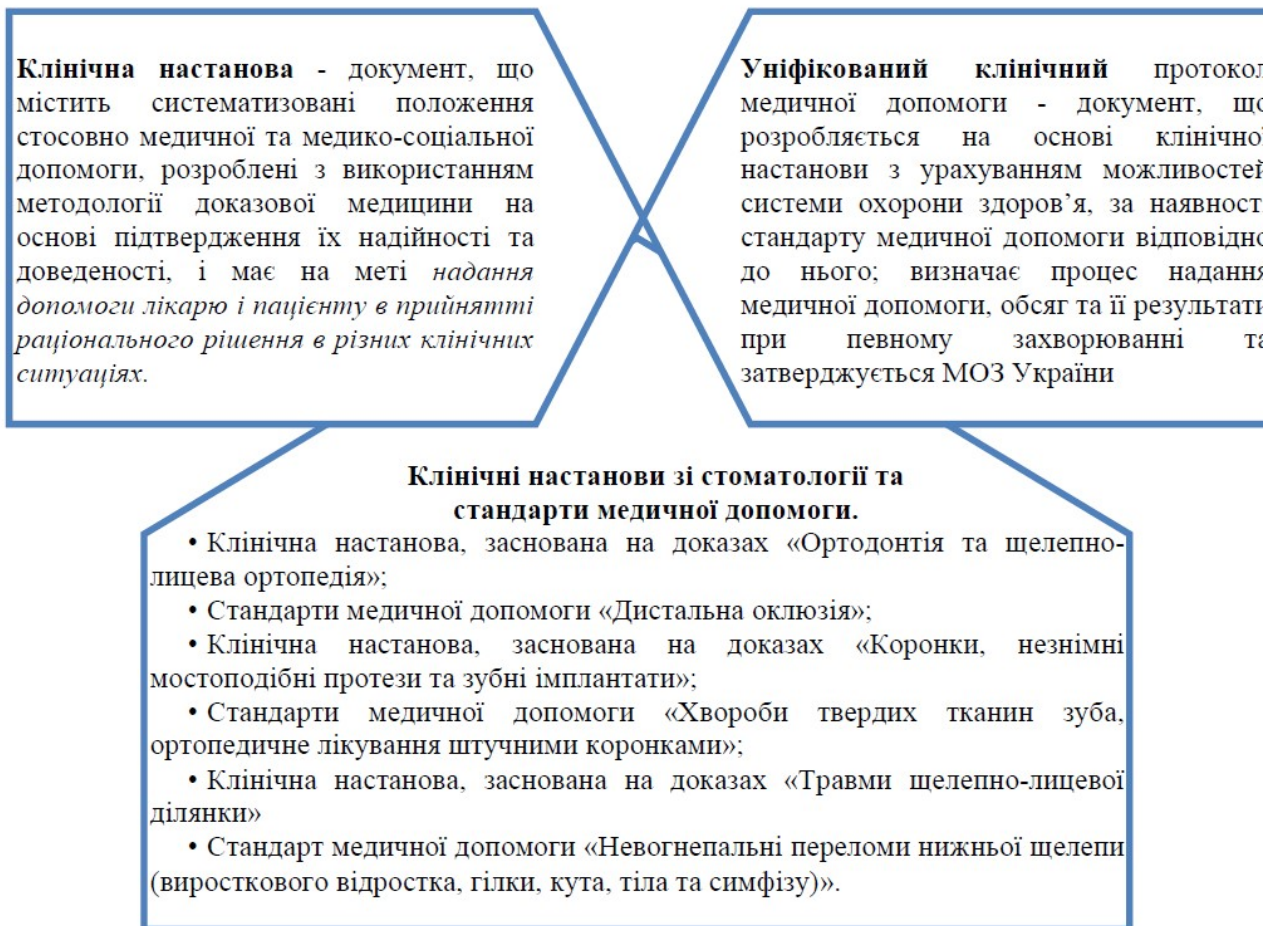 Клінічна настанова - документ, що
містить систематизовані положення
стосовно медичної та медико-соціальної
допомоги, розроблені з використанням
методології доказової медицини на
основі підтвердження їх надійності та
доведеності, і має на меті надання
допомоги лікарю і пацієнту в прийнятті
раціонального рішення в різних клінічних
ситуаціях.
Уніфікований клінічний протокол
медичної допомоги - документ, що
розробляється на основі клінічної
настанови з урахуванням можливостей
системи охорони здоров’я, за наявності
стандарту медичної допомоги відповідно
до нього; визначає процес надання
медичної допомоги, обсяг та її результати
при певному захворюванні та
затверджується МОЗ України
Клінічні настанови зі стоматології та
стандарти медичної допомоги.
• Клінічна настанова, заснована на доказах «Ортодонтія та щелепно-
лицева ортопедія»;
• Стандарти медичної допомоги «Дистальна оклюзія»;
• Клінічна настанова, заснована на доказах «Коронки, незнімні
мостоподібні протези та зубні імплантати»;
• Стандарти медичної допомоги «Хвороби твердих тканин зуба,
ортопедичне лікування штучними коронками»;
• Клінічна настанова, заснована на доказах «Травми щелепно-лицевої
ділянки»
• Стандарт медичної допомоги «Невогнепальні переломи нижньої щелепи
(виросткового відростка, гілки, кута, тіла та симфізу)».